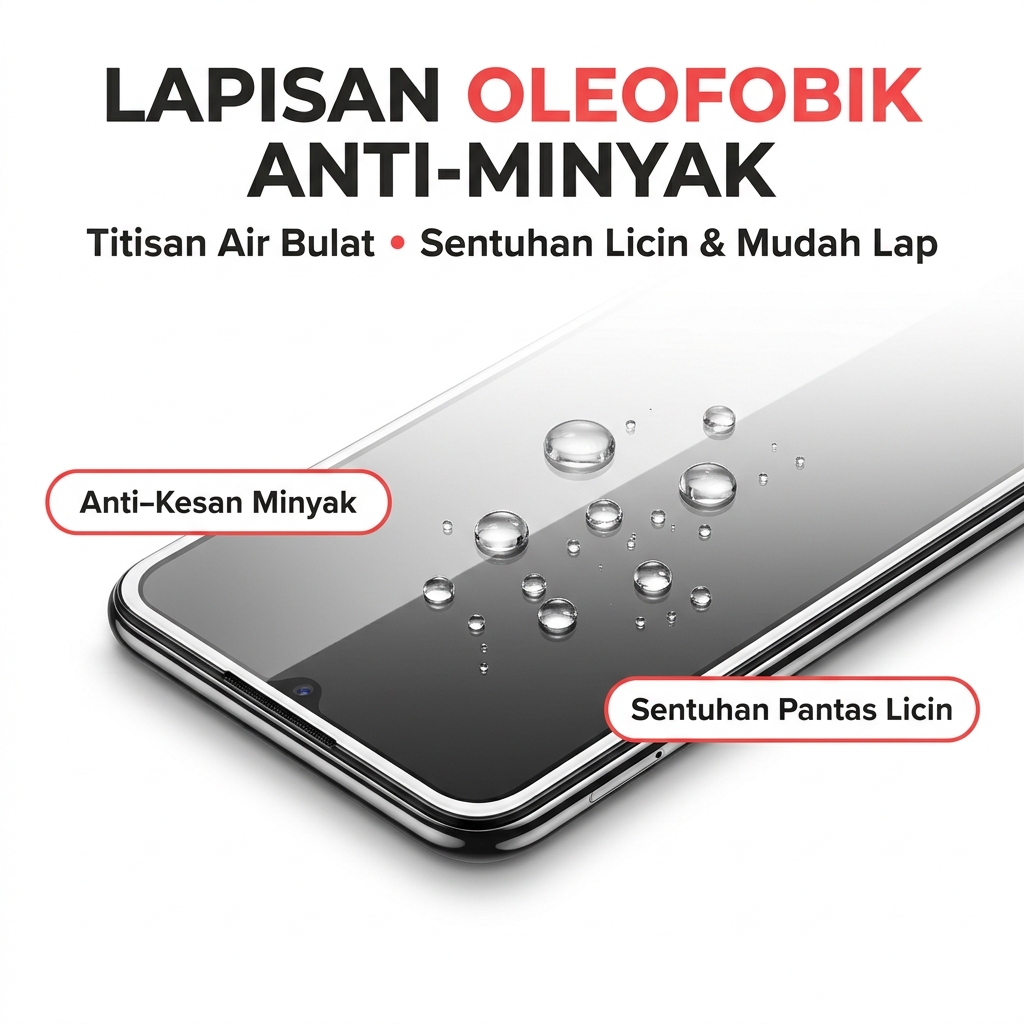 LAPISAN OLEOFOBIK
ANTI-MINYAK
Titisan Air Bulat • Sentuhan Licin & Mudah Lap
Anti-Kesan Minyak
Sentuhan Pantas Licin